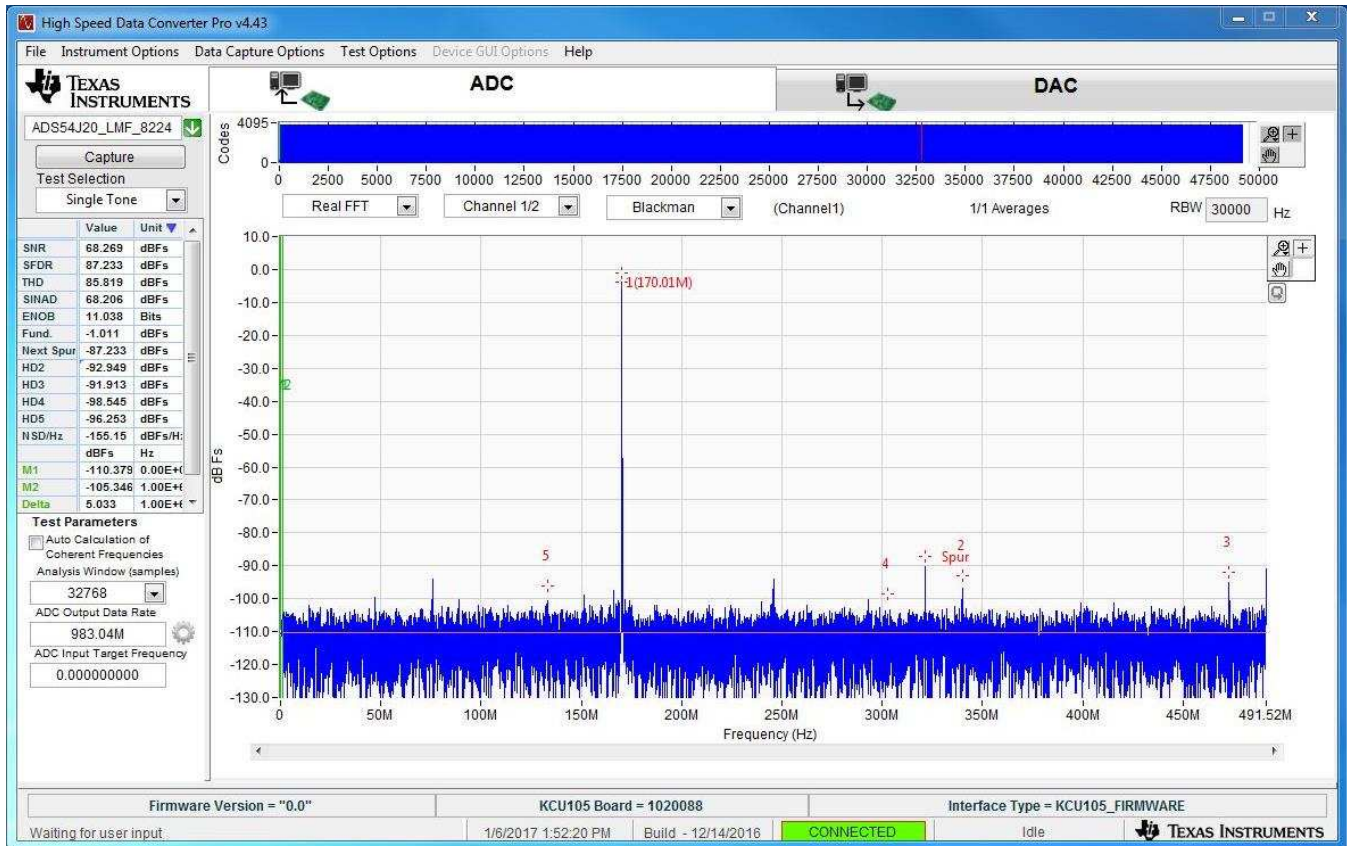 High Speed Data Converter Pro v4.43
File Instrument Options Data Capture Options Test Options Device GUI Options Help
TEXAS INSTRUMENTS
ADC
DAC
ADS54J20_LMF_8224
Capture
Test Selection
Single Tone
Value Unit
SNR 68.269 dBFs
SFDR 87.233 dBFs
THD 85.819 dBFs
SINAD 68.206 dBFs
ENOB 11.038 Bits
Fund. -1.011 dBFs
Next Spur -87.233 dBFs
HD2 -92.949 dBFs
HD3 -91.913 dBFs
HD4 -98.545 dBFs
HD5 -96.253 dBFs
NSD/Hz -155.15 dBFs/H
dBFs Hz
M1 -110.379 0.00E+
M2 -105.346 1.00E+
Delta 5.033 1.00E+
Test Parameters
Auto Calculation of
Coherent Frequencies
Analysis Window (samples)
32768
ADC Output Data Rate
983.04M
ADC Input Target Frequency
0.000000000
Codes
4095
0
0 2500 5000 7500 10000 12500 15000 17500 20000 22500 25000 27500 30000 32500 35000 37500 40000 42500 45000 47500 50000
Real FFT Channel 1/2 Blackman (Channel1) 1/1 Averages RBW 30000 Hz
dB Fs
10.0
0.0
-10.0
-20.0
-30.0
-40.0
-50.0
-60.0
-70.0
-80.0
-90.0
-100.0
-110.0
-120.0
-130.0
1(170.01M)
2
5
4
2
Spur
3
0 50M 100M 150M 200M 250M 300M 350M 400M 450M 491.52M
Frequency (Hz)
Firmware Version = "0.0" KCU105 Board = 1020088 Interface Type = KCU105_FIRMWARE
Waiting for user input 1/6/2017 1:52:20 PM Build - 12/14/2016 CONNECTED Idle TEXAS INSTRUMENTS